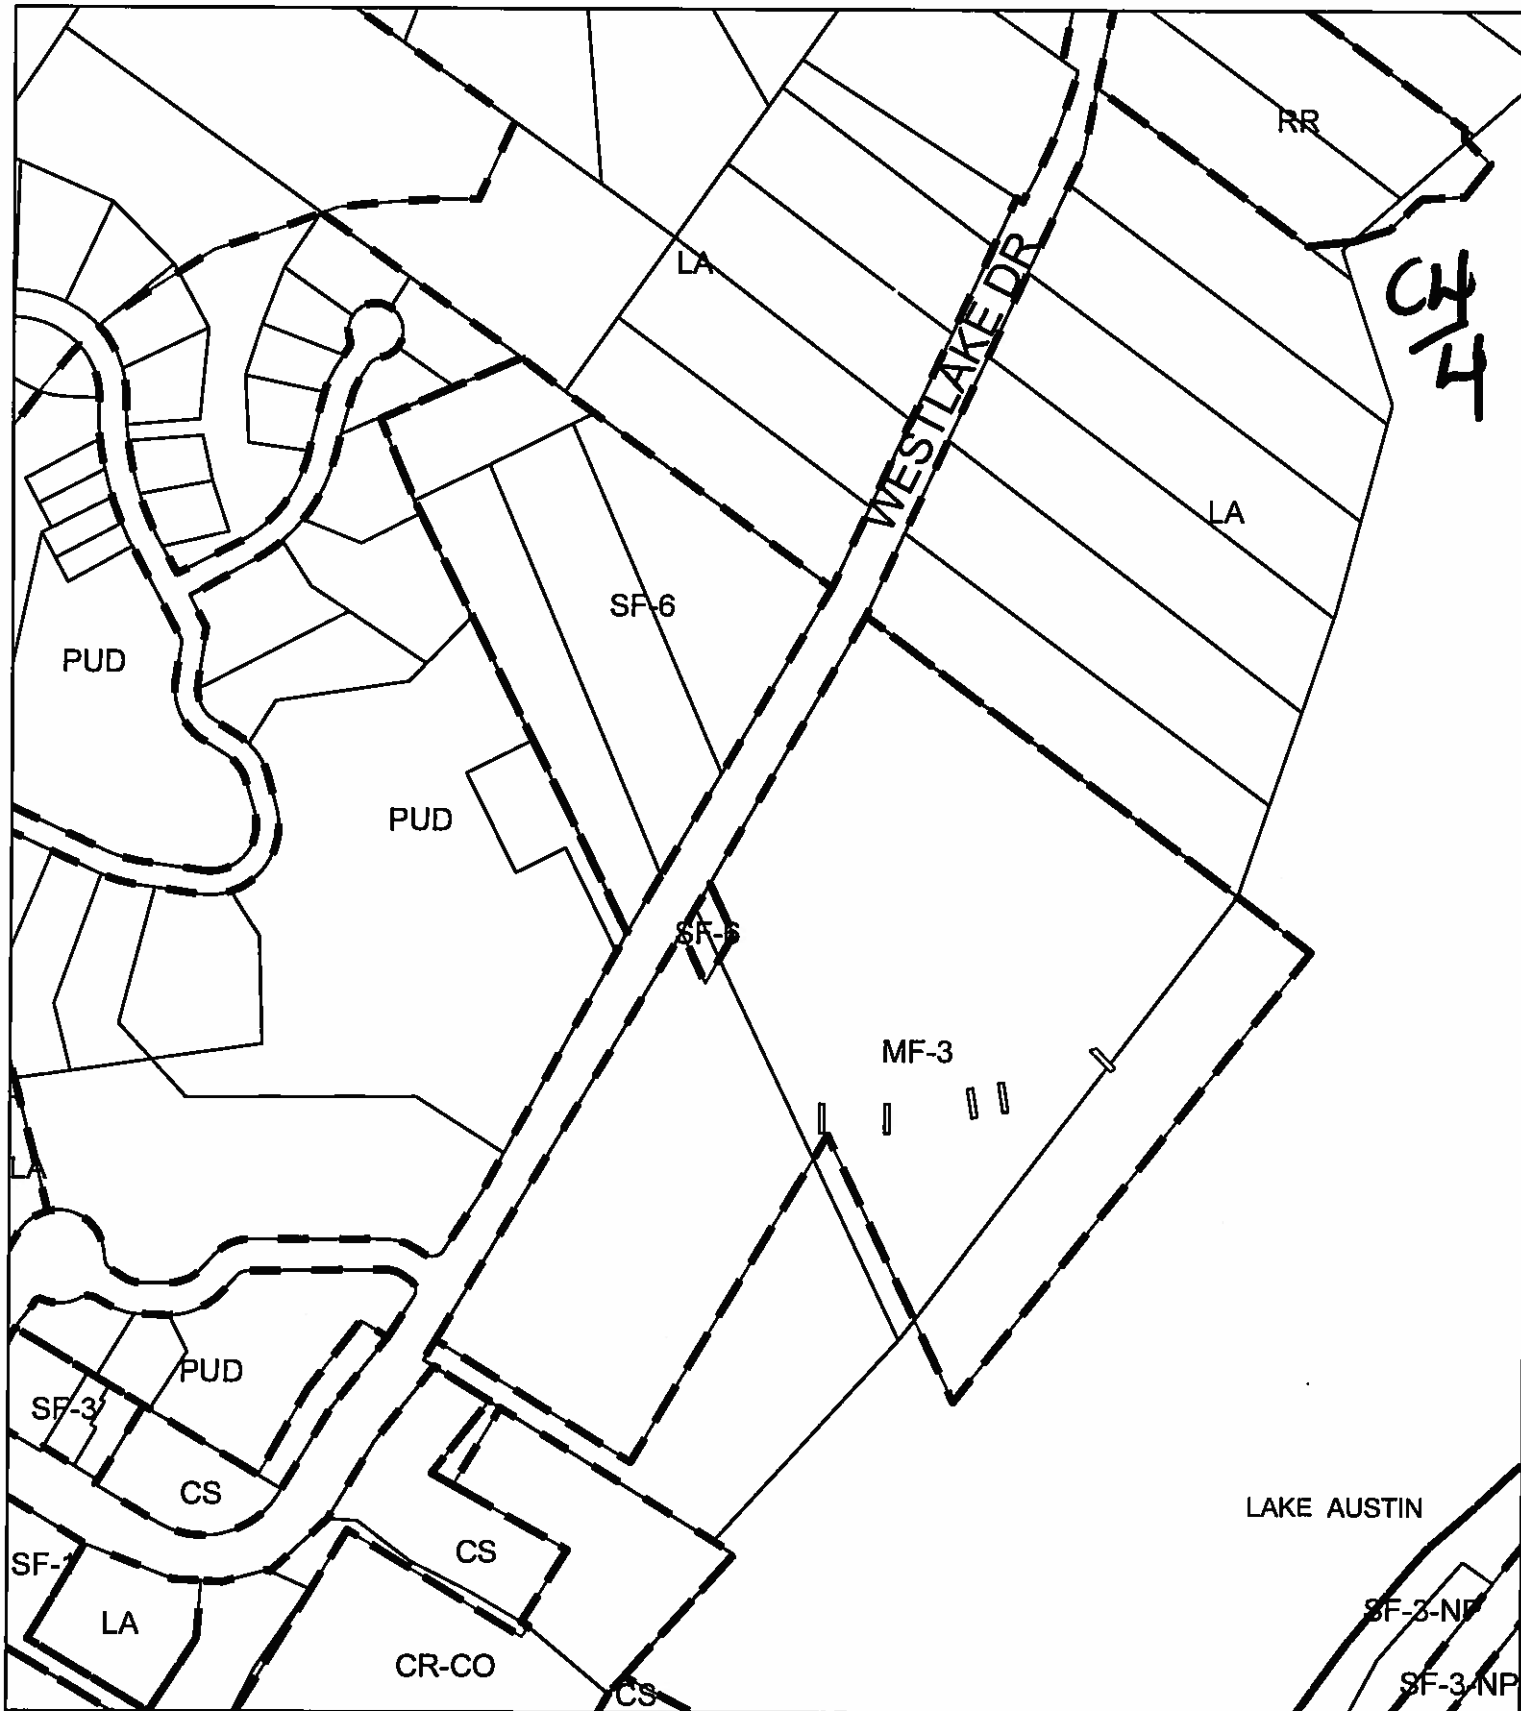 RR
LA
WESTLAKE DR
C4/4
LA
SF-6
PUD
PUD
SF-6
MF-3
LA
PUD
SF-3
CS
LAKE AUSTIN
CS
SF-1
SF-3-NP
LA
CR-CO
SF-3-NP
CS